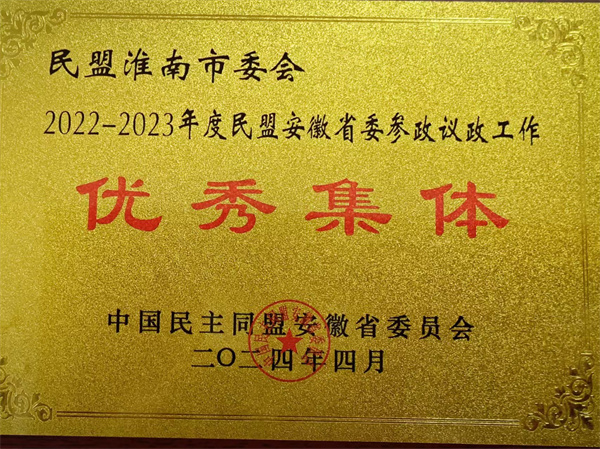 民盟淮南市委会
2022-2023年度民盟安徽省委参政议政工作
优秀集体
中国民主同盟安徽省委员会
二〇二四年四月